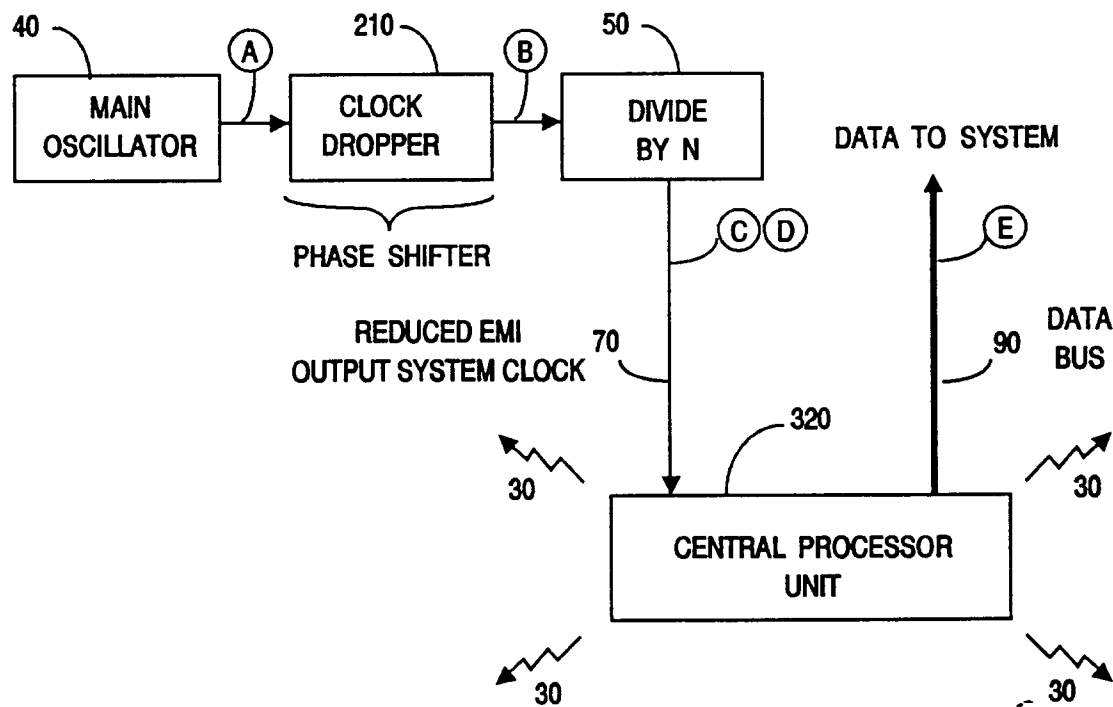 40
210
50
A
B
MAIN
OSCILLATOR
CLOCK
DROPPER
DIVIDE
BY N
DATA TO SYSTEM
PHASE SHIFTER
C D
E
REDUCED EMI
OUTPUT SYSTEM CLOCK
70
90
DATA
BUS
320
30
30
CENTRAL PROCESSOR
UNIT
30
30